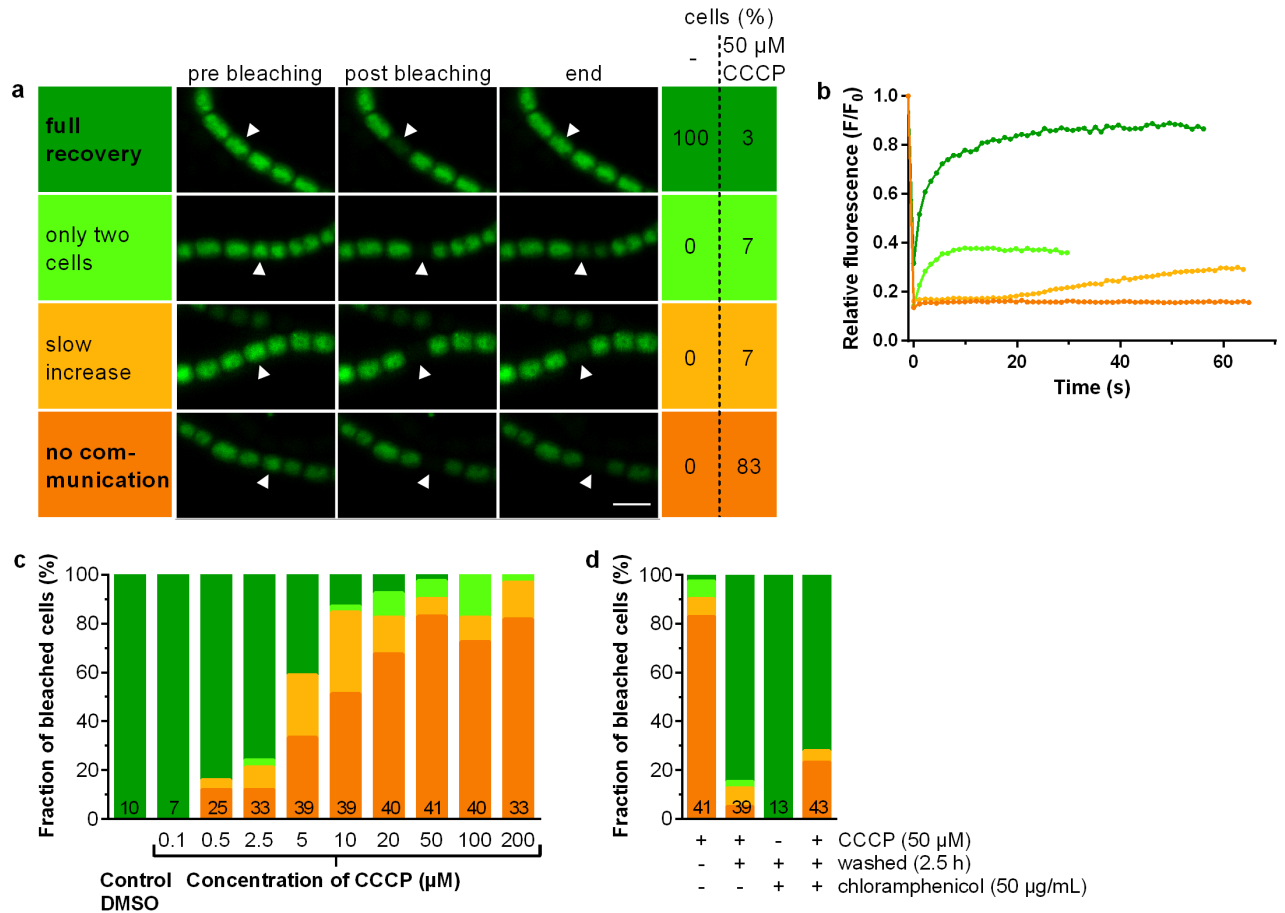 cells (%)
50 µM
-
CCCP
pre bleaching post bleaching end
a
full
recovery
100 3
only two
cells
0 7
slow
increase
0 7
no com-
munication
0 83
b
Relative fluorescence (F/F0)
1.0
0.8
0.6
0.4
0.2
0.0
0 20 40 60
Time (s)
c
Fraction of bleached cells (%)
100
80
60
40
20
0
10 7 25 33 39 39 40 41 40 33
0.1 0.5 2.5 5 10 20 50 100 200
Control
DMSO
Concentration of CCCP (µM)
d
Fraction of bleached cells (%)
100
80
60
40
20
0
41 39 13 43
+ + - + CCCP (50 µM)
- + + + washed (2.5 h)
- - + + chloramphenicol (50 µg/mL)